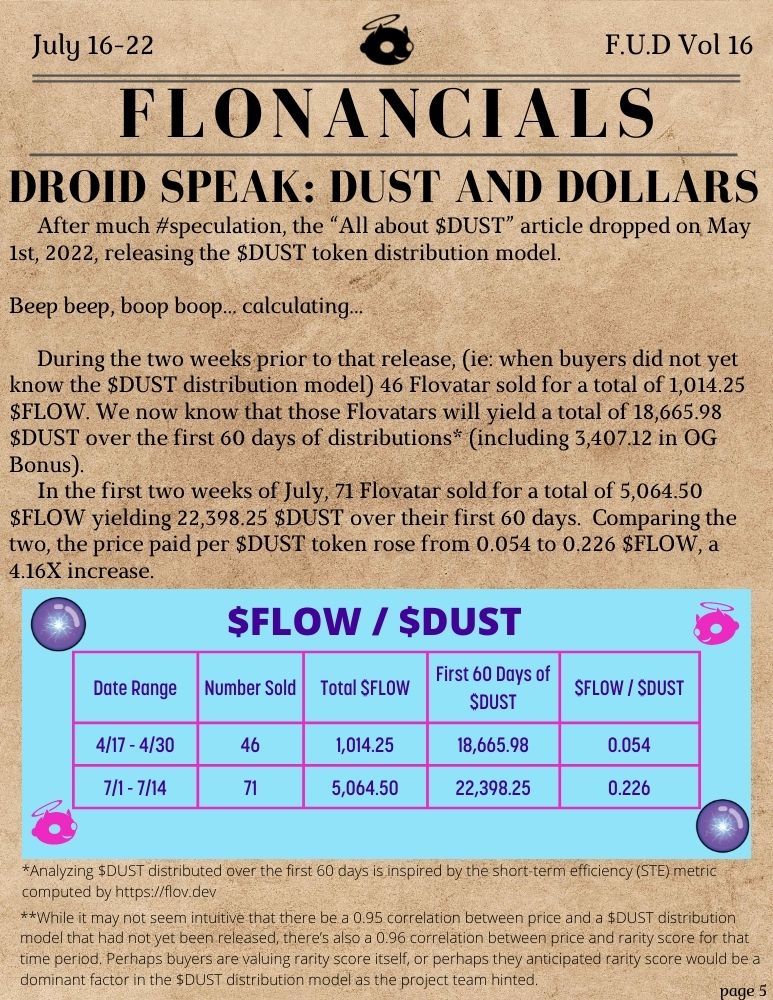 July 16-22
F.U.D Vol 16
FLONANCIALS
DROID SPEAK: DUST AND DOLLARS
After much #speculation, the “All about $DUST” article dropped on May
1st, 2022, releasing the $DUST token distribution model.
Beep beep, boop boop... calculating...
During the two weeks prior to that release, (ie: when buyers did not yet
know the $DUST distribution model) 46 Flovatar sold for a total of 1,014.25
$FLOW. We now know that those Flovatars will yield a total of 18,665.98
$DUST over the first 60 days of distributions* (including 3,407.12 in OG
Bonus).
In the first two weeks of July, 71 Flovatar sold for a total of 5,064.50
$FLOW yielding 22,398.25 $DUST over their first 60 days. Comparing the
two, the price paid per $DUST token rose from 0.054 to 0.226 $FLOW, a
4.16X increase.
$FLOW / $DUST
Date Range Number Sold Total $FLOW First 60 Days of $DUST $FLOW / $DUST
4/17 - 4/30 46 1,014.25 18,665.98 0.054
7/1 - 7/14 71 5,064.50 22,398.25 0.226
*Analyzing $DUST distributed over the first 60 days is inspired by the short-term efficiency (STE) metric
computed by https://flov.dev
**While it may not seem intuitive that there be a 0.95 correlation between price and a $DUST distribution
model that had not yet been released, there's also a 0.96 correlation between price and rarity score for that
time period. Perhaps buyers are valuing rarity score itself, or perhaps they anticipated rarity score would be a
dominant factor in the $DUST distribution model as the project team hinted.
page 5